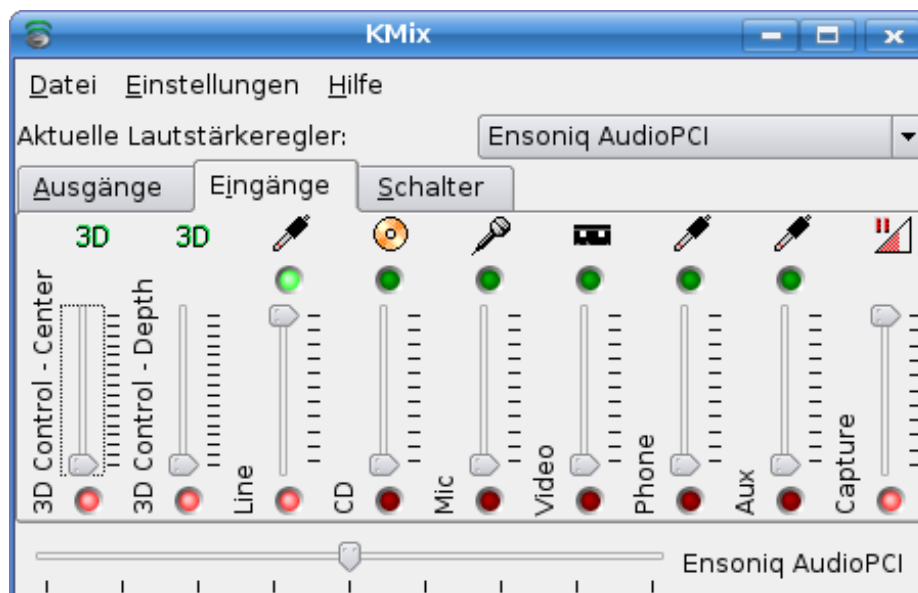 KMix
Datei Einstellungen Hilfe
Aktuelle Lautstärkeregler: Ensoniq AudioPCI
Ausgänge Eingänge Schalter
3D 3D
3D Control - Center
3D Control - Depth
Line
CD
Mic
Video
Phone
Aux
Capture
Ensoniq AudioPCI